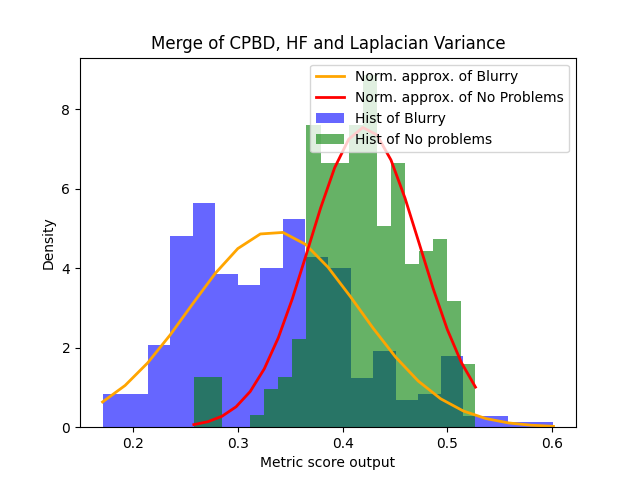 Merge of CPBD, HF and Laplacian Variance
Norm. approx. of Blurry
Norm. approx. of No Problems
Hist of Blurry
Hist of No problems
8
6
4
2
0
Density
0.2 0.3 0.4 0.5 0.6
Metric score output